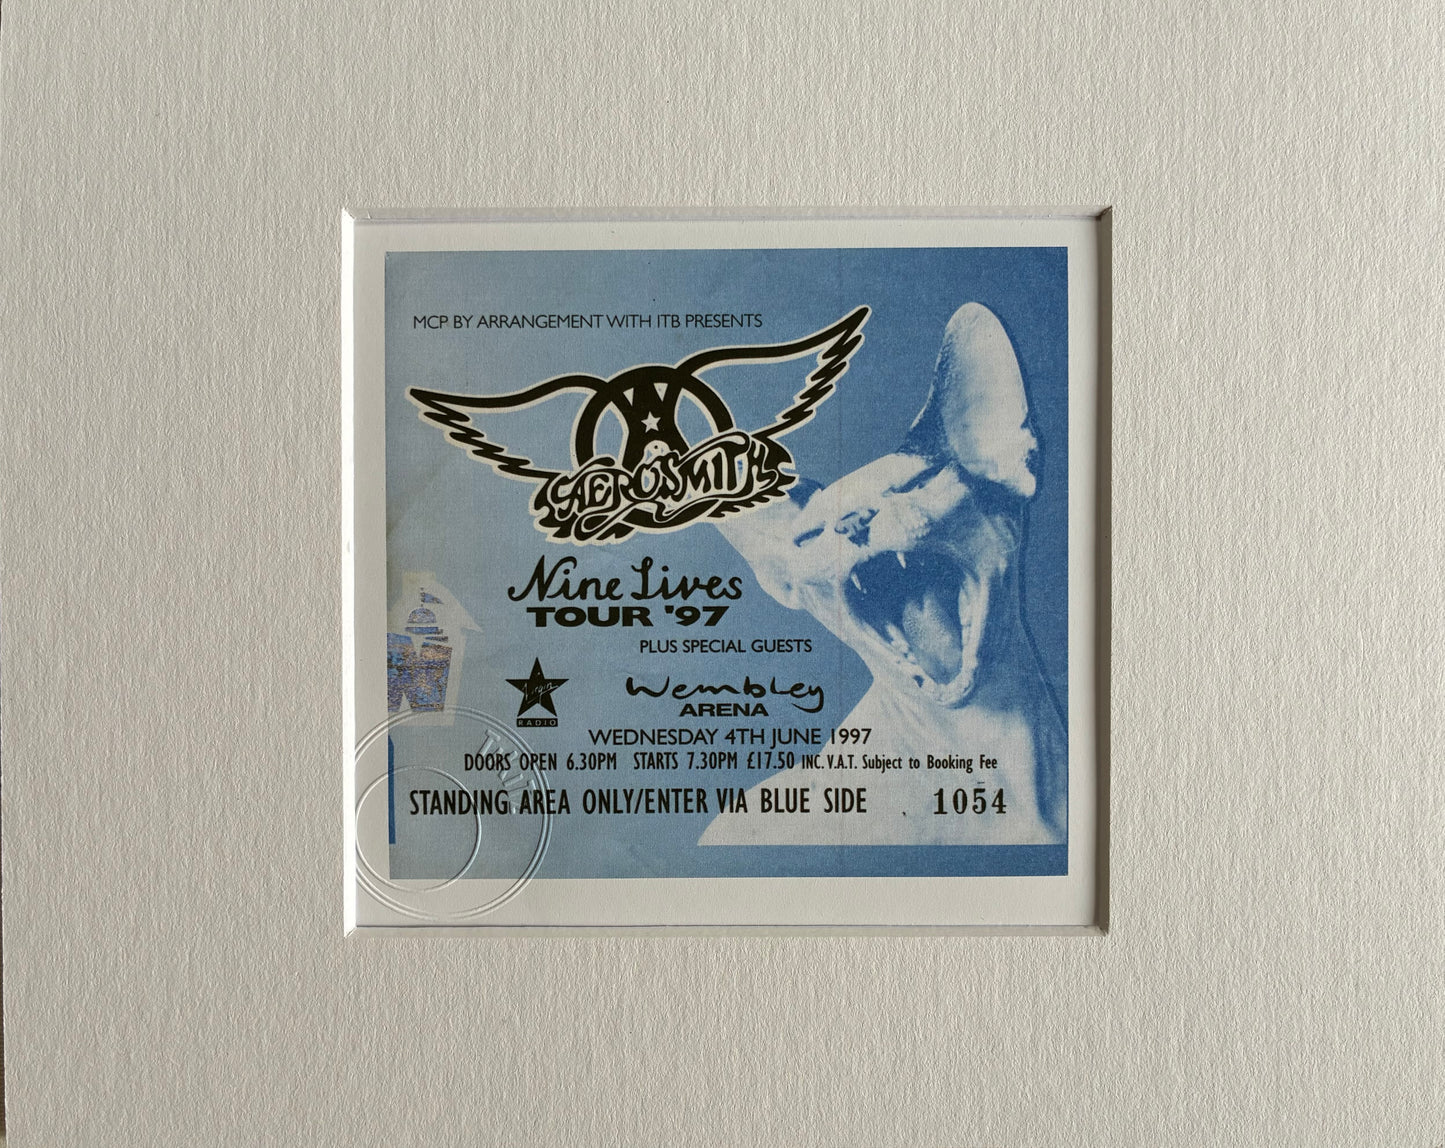 MCP BY ARRANGEMENT WITH ITB PRESENTS
AEROSMITH
Nine Lives
TOUR '97
PLUS SPECIAL GUESTS
Virgin
RADIO
Wembley
ARENA
WEDNESDAY 4TH JUNE 1997
DOORS OPEN 6.30PM STARTS 7.30PM £17.50 INC. V.A.T. Subject to Booking Fee
STANDING AREA ONLY/ENTER VIA BLUE SIDE 1054